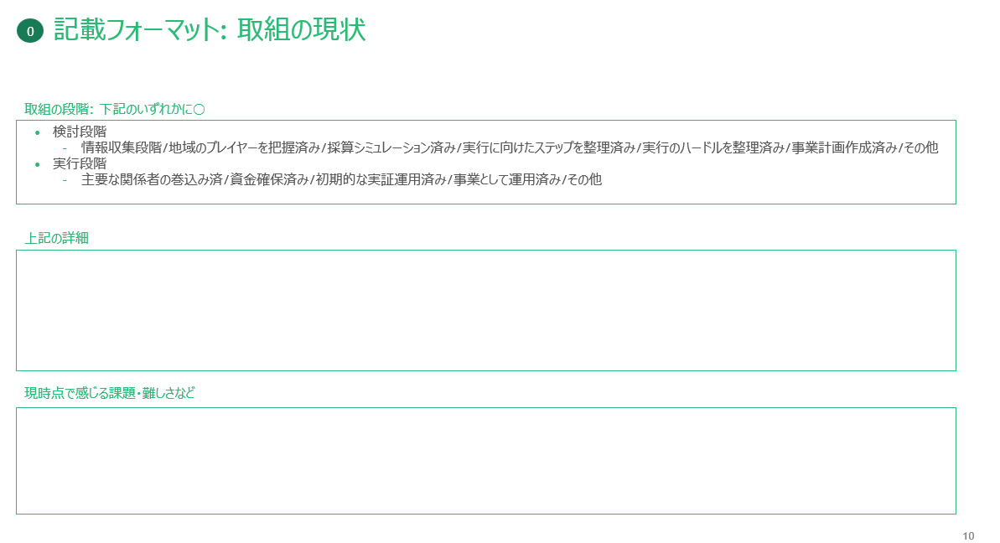 0 記載フォーマット: 取組の現状
取組の段階: 下記のいずれかに〇
• 検討段階
- 情報収集段階/地域のプレイヤーを把握済み/採算シミュレーション済み/実行に向けたステップを整理済み/実行のハードルを整理済み/事業計画作成済み/その他
• 実行段階
- 主要な関係者の巻込み済/資金確保済み/初期的な実証運用済み/事業として運用済み/その他
上記の詳細
現時点で感じる課題・難しさなど
10